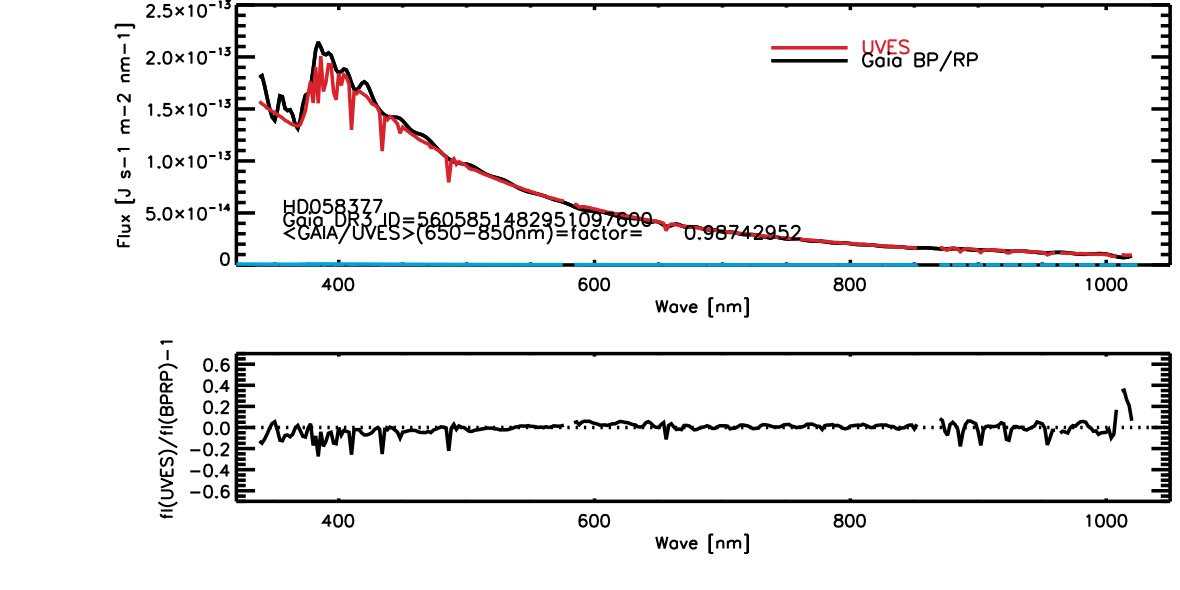 2.5×10−13
2.0×10−13
1.5×10−13
1.0×10−13
5.0×10−14
0
Flux [J s−1 m−2 nm−1]
UVES
Gaia BP/RP
HD058377
Gaia DR3 ID=5605851482951097600
<GAIA/UVES>(650−850nm)=factor= 0.98742952
400 600 800 1000
Wave [nm]
0.6
0.4
0.2
0.0
−0.2
−0.4
−0.6
fl(UVES)/fl(BPRP)−1
400 600 800 1000
Wave [nm]